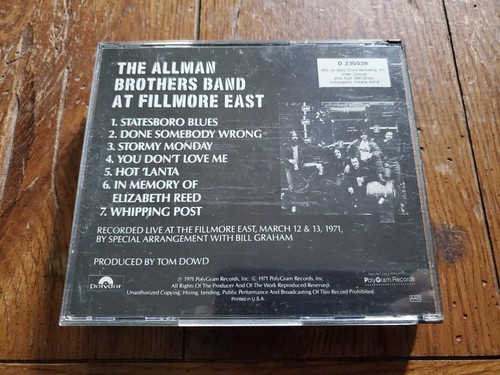 THE ALLMAN
BROTHERS BAND
AT FILLMORE EAST
1. STATESBORO BLUES
2. DONE SOMEBODY WRONG
3. STORMY MONDAY
4. YOU DON'T LOVE ME
5. HOT 'LANTA
6. IN MEMORY OF
ELIZABETH REED
7. WHIPPING POST
D 235038
RECORDED LIVE AT THE FILLMORE EAST, MARCH 12 & 13, 1971,
BY SPECIAL ARRANGEMENT WITH BILL GRAHAM
PRODUCED BY TOM DOWD
Polydor
℗ 1971 PolyGram Records, Inc. © 1971 PolyGram Records, Inc.
All Rights Of The Producer And Of The Work Reproduced Reserved.
Unauthorized Copying, Hiring, Lending, Public Performance And Broadcasting Of This Record Prohibited.
Printed in U.S.A.
PolyGram Records